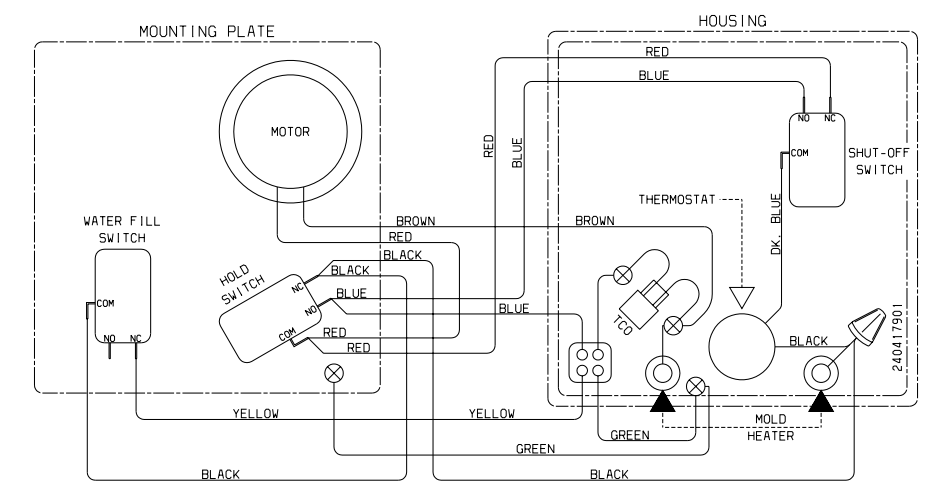 MOUNTING PLATE
HOUSING
RED
BLUE
MOTOR
RED
BLUE
NO NC
COM
SHUT-OFF
SWITCH
THERMOSTAT
DK. BLUE
WATER FILL
SWITCH
BROWN
BROWN
RED
BLACK
BLACK
HOLD
SWITCH
NC
NO
COM
BLUE
BLUE
COM
NO NC
RED
RED
TCO
BLACK
240417901
YELLOW
YELLOW
MOLD
HEATER
GREEN
GREEN
BLACK
BLACK